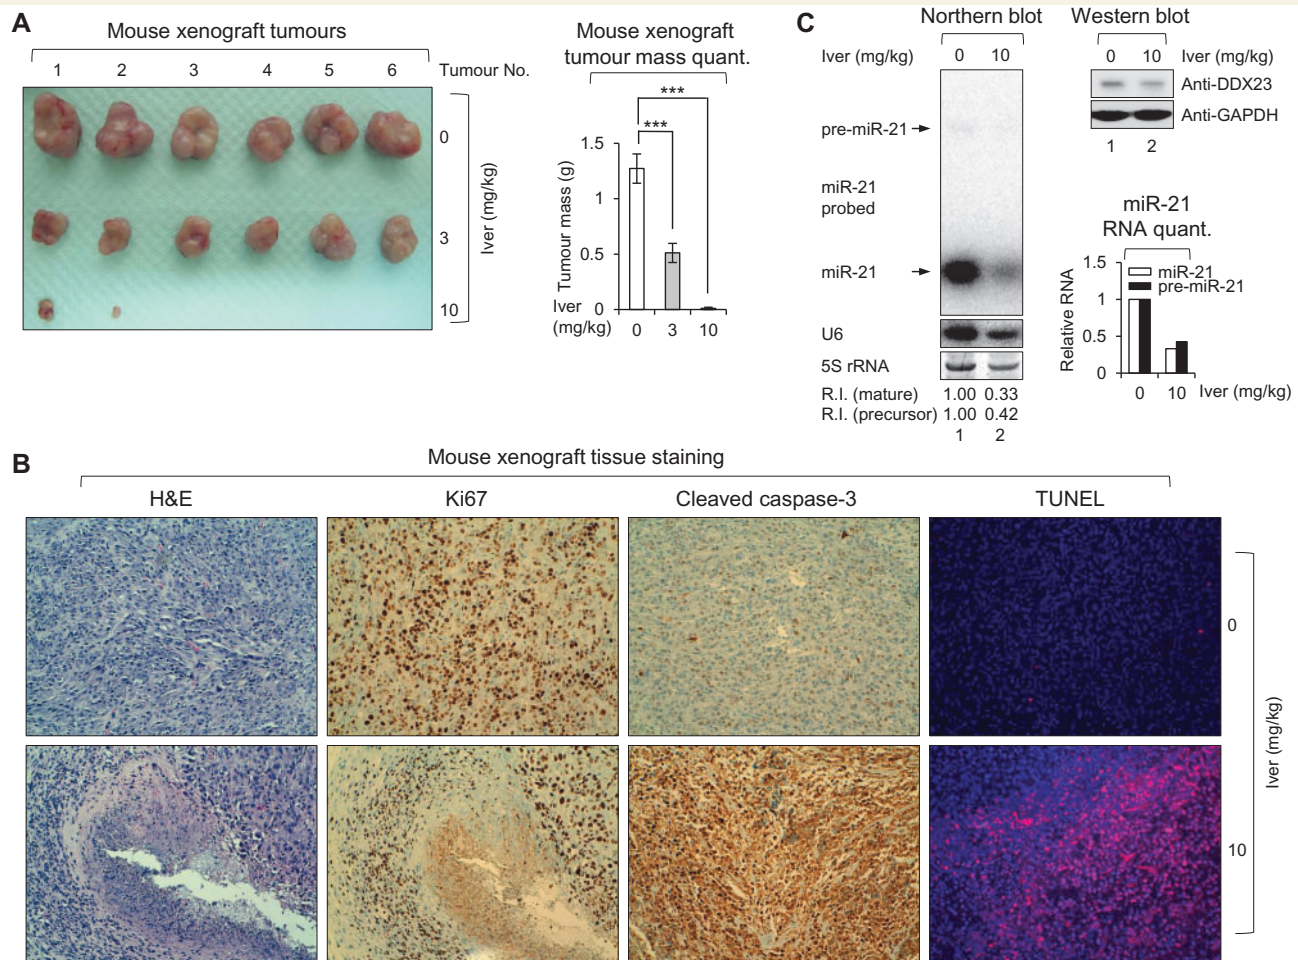 A
Mouse xenograft tumours
1 2 3 4 5 6 Tumour No.
0
3
10
Iver (mg/kg)
Mouse xenograft
tumour mass quant.
***
***
Tumour mass (g)
1.5
1
0.5
0
Iver
(mg/kg)
0 3 10
C
Northern blot
Iver (mg/kg) 0 10
pre-miR-21
miR-21
probed
miR-21
U6
5S rRNA
R.I. (mature) 1.00 0.33
R.I. (precursor) 1.00 0.42
1 2
Western blot
0 10 Iver (mg/kg)
Anti-DDX23
Anti-GAPDH
1 2
miR-21
RNA quant.
Relative RNA
1.5
1
0.5
0
miR-21
pre-miR-21
0 10 Iver (mg/kg)
B
Mouse xenograft tissue staining
H&E Ki67 Cleaved caspase-3 TUNEL
0
10
Iver (mg/kg)